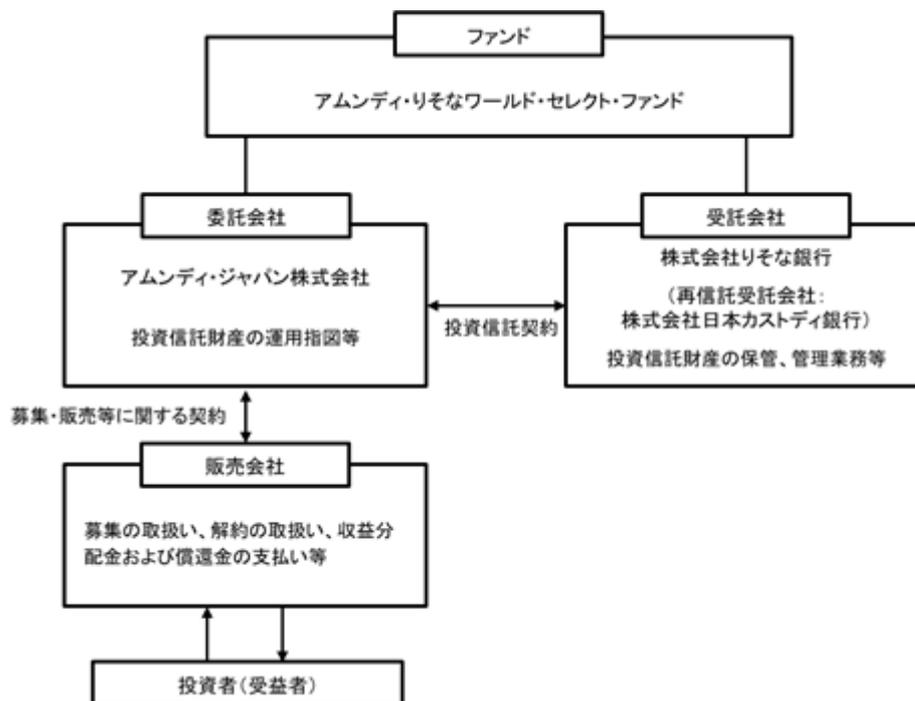 ファンド
アムンディ・りそなワールド・セレクト・ファンド
委託会社
アムンディ・ジャパン株式会社
投資信託財産の運用指図等
投資信託契約
受託会社
株式会社りそな銀行
(再信託受託会社:
株式会社日本カストディ銀行)
投資信託財産の保管、管理業務等
募集・販売等に関する契約
販売会社
募集の取扱い、解約の取扱い、収益分
配金および償還金の支払い等
投資者(受益者)